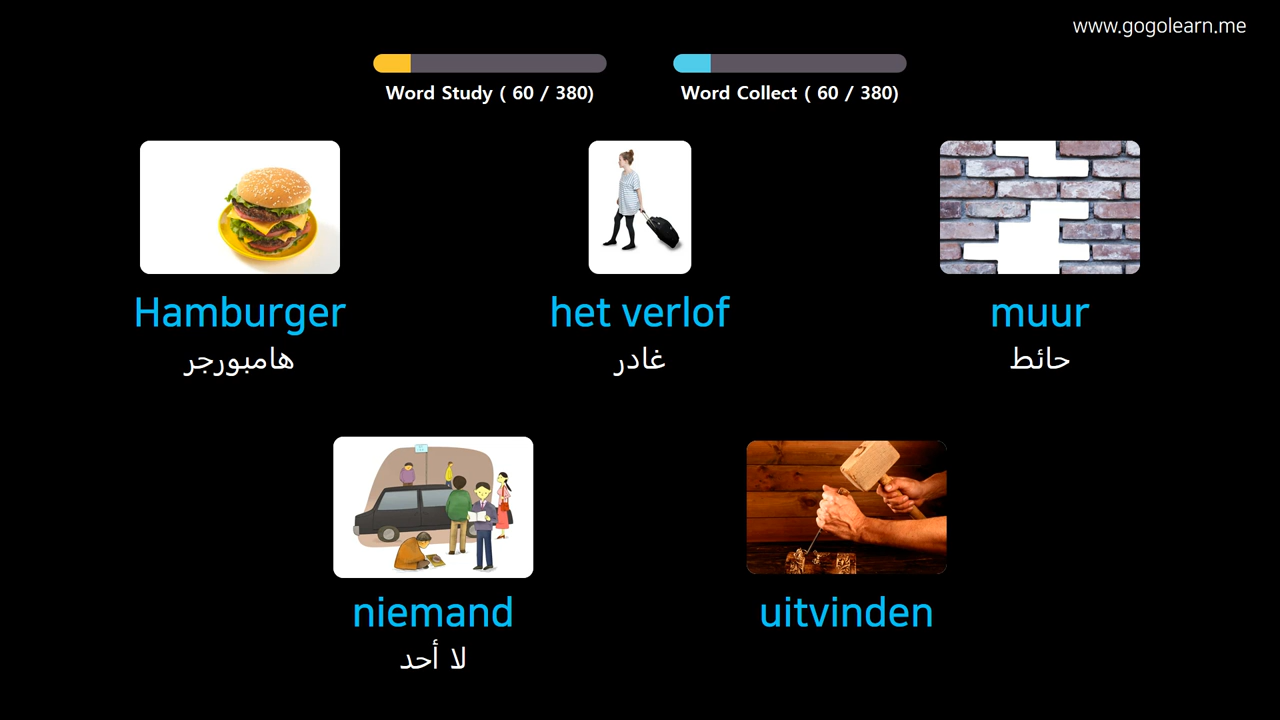 www.gogolearn.me
Word Study ( 60 / 380)
Word Collect ( 60 / 380)
Hamburger
هامبورجر
het verlof
غادر
muur
حائط
niemand
لا أحد
uitvinden